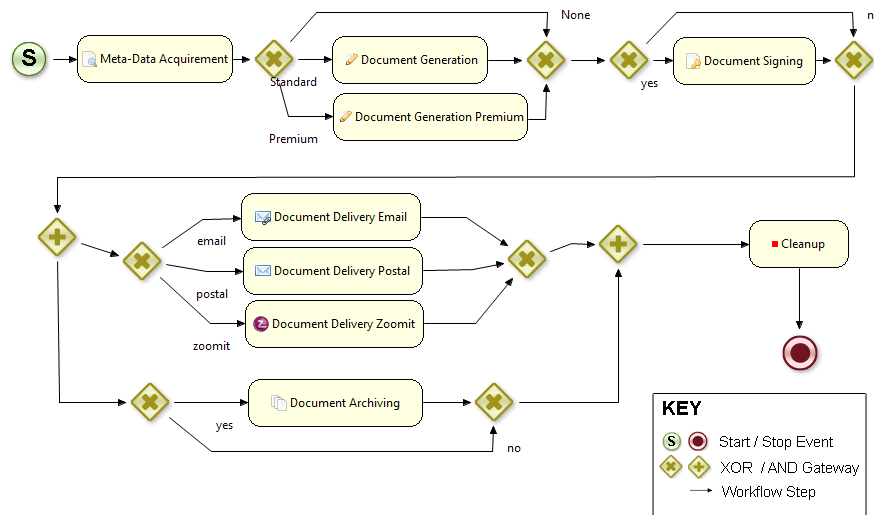 None
n
S
Meta-Data Acquirement
Document Generation
Document Signing
Standard
yes
Document Generation Premium
Premium
Document Delivery Email
email
Document Delivery Postal
postal
Document Delivery Zoomit
zoomit
Cleanup
Document Archiving
yes
no
KEY
S Start / Stop Event
XOR / AND Gateway
Workflow Step